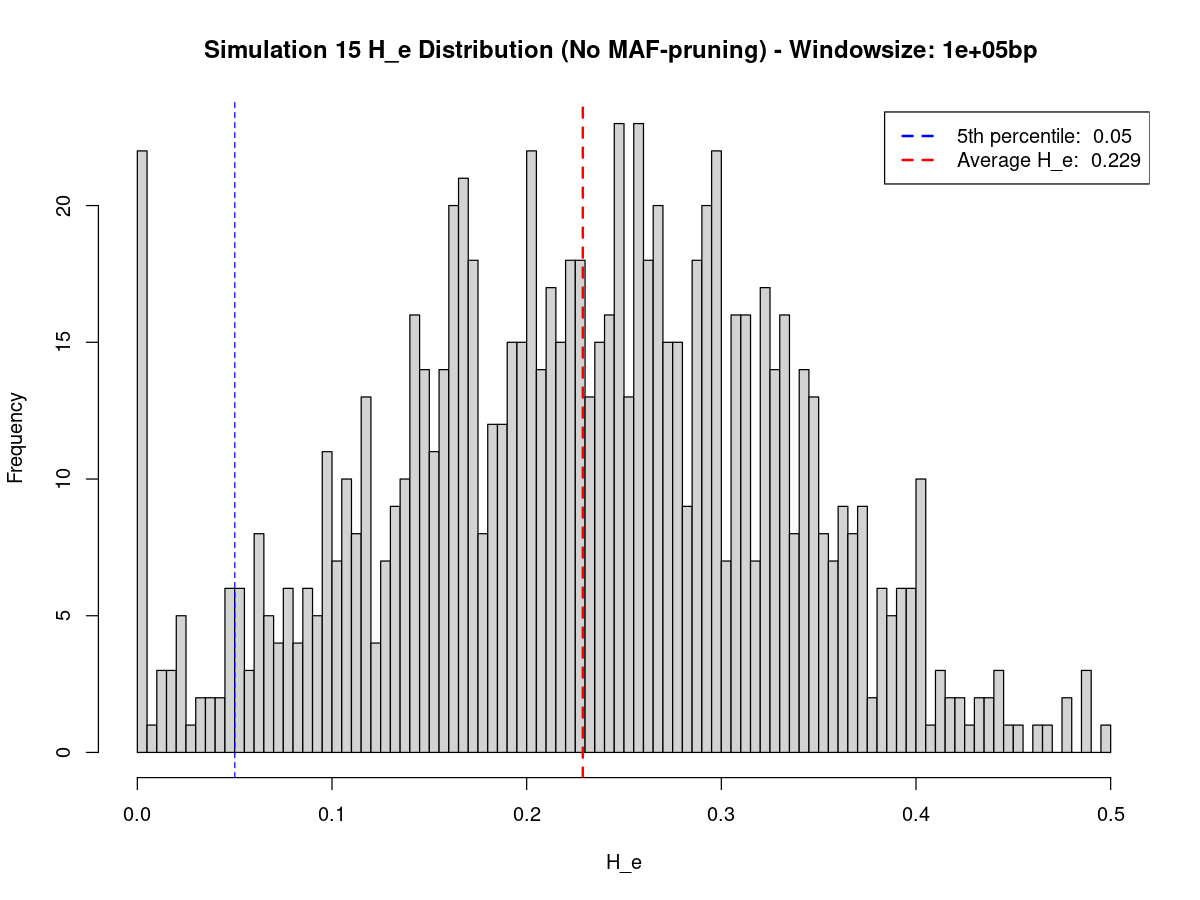 Simulation 15 H_e Distribution (No MAF-pruning) - Windowsize: 1e+05bp
5th percentile: 0.05
Average H_e: 0.229
Frequency
20
15
10
5
0
0.0 0.1 0.2 0.3 0.4 0.5
H_e